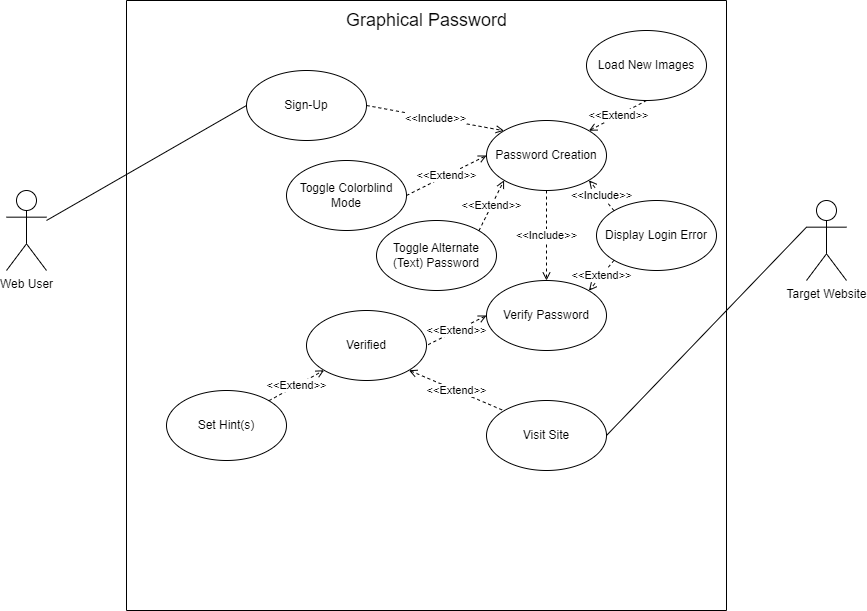 Graphical Password
Load New Images
Sign-Up
<<Include>>
<<Extend>>
Password Creation
Toggle Colorblind
Mode
<<Extend>>
<<Extend>>
<<Include>>
Toggle Alternate
(Text) Password
<<Include>>
Display Login Error
Web User
Target Website
<<Extend>>
Verify Password
Verified
<<Extend>>
<<Extend>>
<<Extend>>
Set Hint(s)
Visit Site